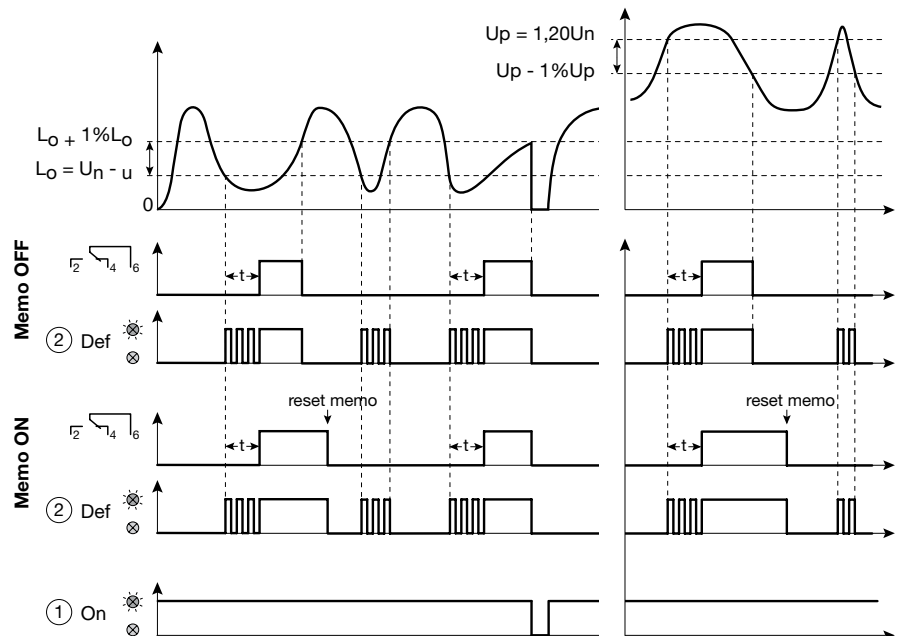 Up = 1,20Un
Up - 1%Up
Lo + 1%Lo
Lo = Un - u
0
Memo OFF
2 4 6
t t t
2 Def
Memo ON
reset memo reset memo
2 4 6
t t t
2 Def
1 On